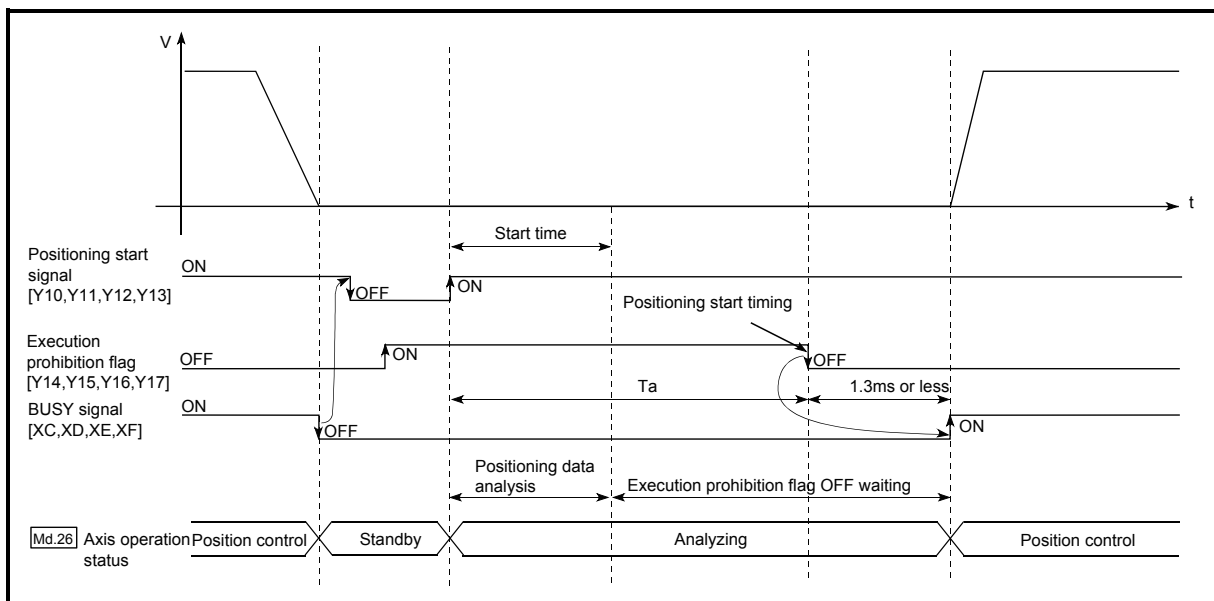 V
t
Start time
Positioning start
signal
[Y10,Y11,Y12,Y13]
ON
OFF
ON
Positioning start timing
Execution
prohibition flag
[Y14,Y15,Y16,Y17]
OFF
ON
OFF
Ta
1.3ms or less
BUSY signal
[XC,XD,XE,XF]
ON
OFF
ON
Positioning data
analysis
Execution prohibition flag OFF waiting
Md.26 Axis operation
status
Position control
Standby
Analyzing
Position control